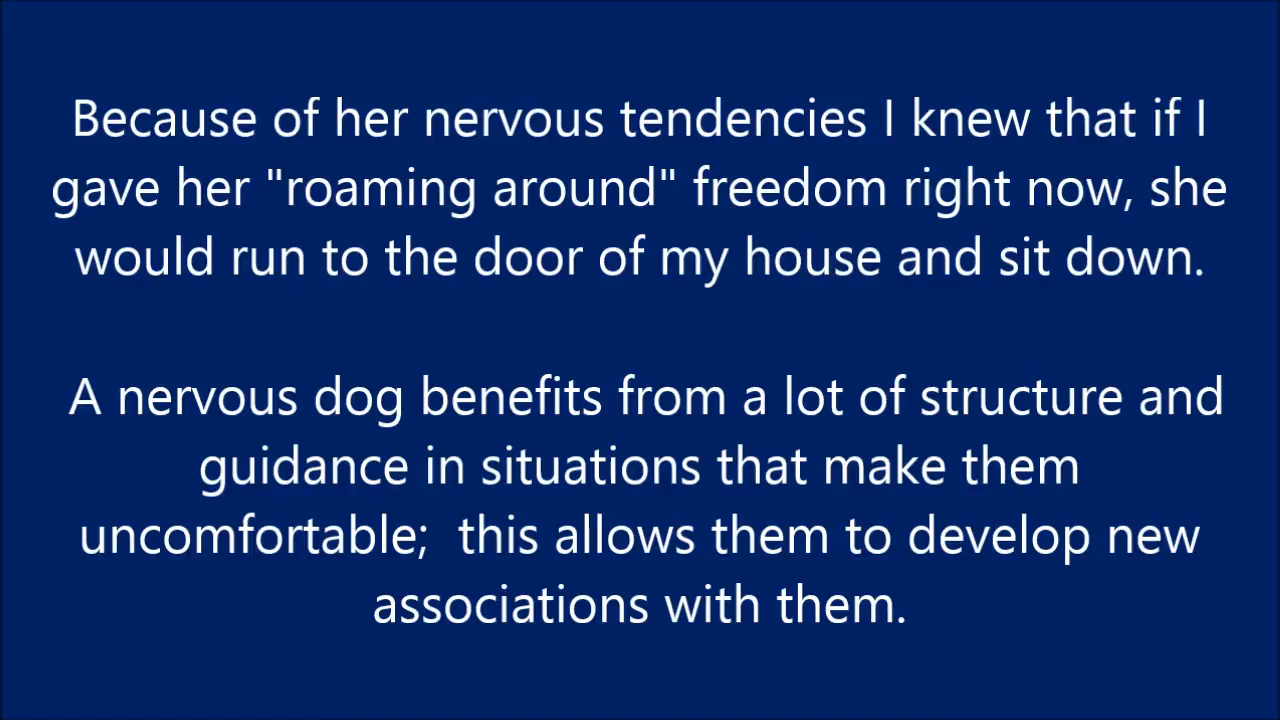 Because of her nervous tendencies I knew that if I
gave her "roaming around" freedom right now, she
would run to the door of my house and sit down.
A nervous dog benefits from a lot of structure and
guidance in situations that make them
uncomfortable;  this allows them to develop new
associations with them.